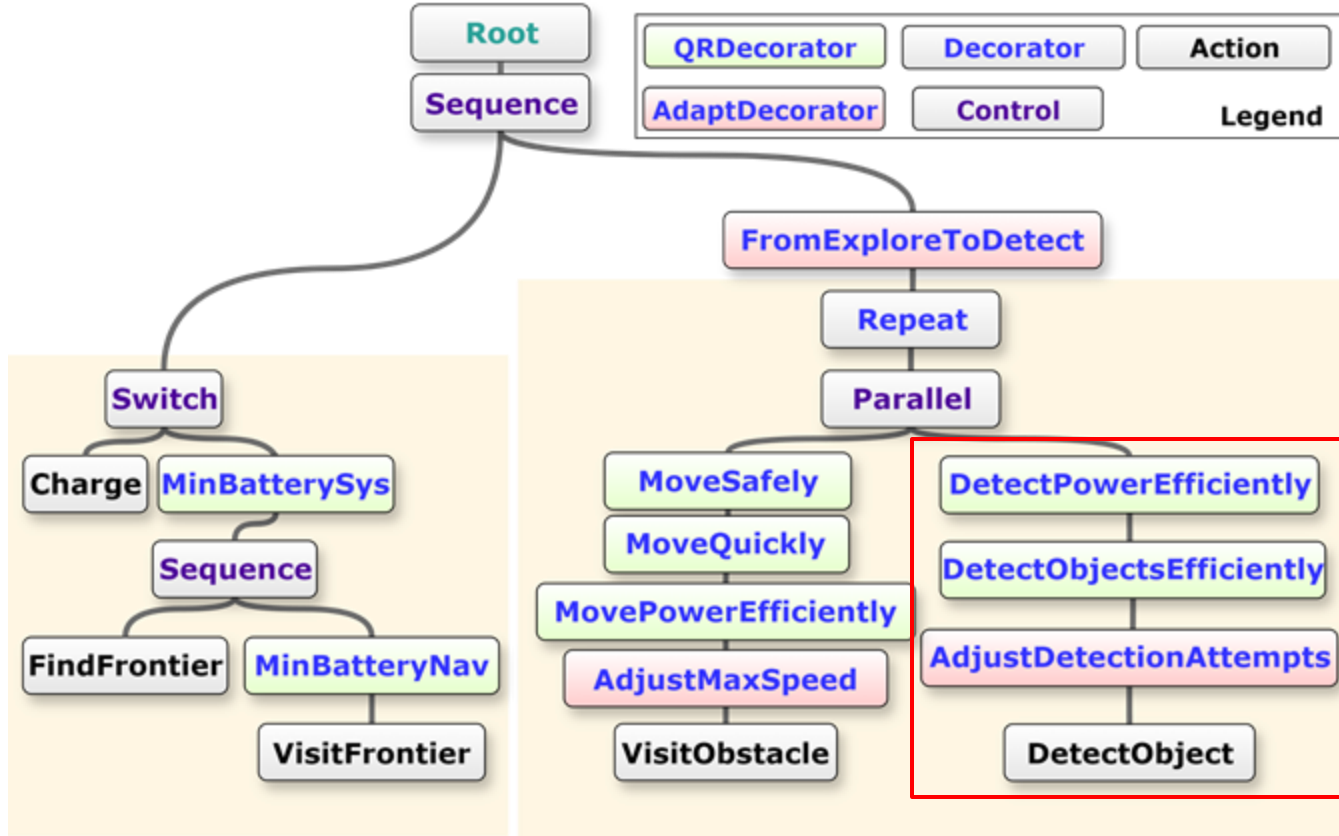 Root
QRDecorator
Decorator
Action
Sequence
AdaptDecorator
Control
Legend
FromExploreToDetect
Repeat
Switch
Parallel
Charge
MinBatterySys
MoveSafely
DetectPowerEfficiently
MoveQuickly
Sequence
DetectObjectsEfficiently
MovePowerEfficiently
FindFrontier
MinBatteryNav
AdjustMaxSpeed
AdjustDetectionAttempts
VisitFrontier
VisitObstacle
DetectObject